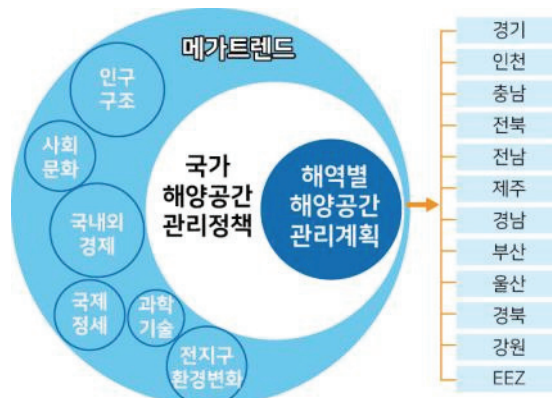 메가트렌드
인구
구조
사회
문화
국내외
경제
국제
정세
과학
기술
전지구
환경변화
국가
해양공간
관리정책
해역별
해양공간
관리계획
경기
인천
충남
전북
전남
제주
경남
부산
울산
경북
강원
EEZ